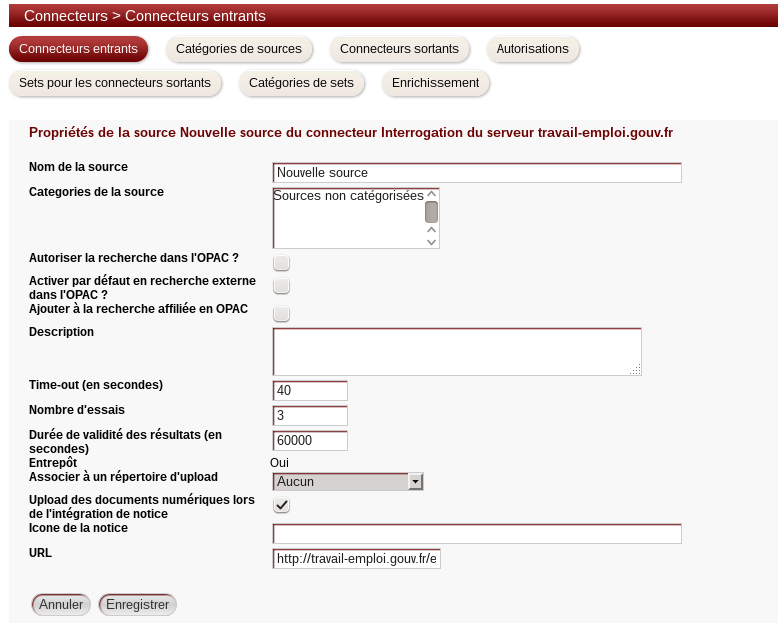 Connecteurs > Connecteurs entrants
Connecteurs entrants Catégories de sources Connecteurs sortants Autorisations
Sets pour les connecteurs sortants Catégories de sets Enrichissement
Propriétés de la source Nouvelle source du connecteur Interrogation du serveur travail-emploi.gouv.fr
Nom de la source Nouvelle source
Categories de la source Sources non catégorisées
Autoriser la recherche dans l'OPAC ?
Activer par défaut en recherche externe
dans l'OPAC ?
Ajouter à la recherche affiliée en OPAC
Description
Time-out (en secondes) 40
Nombre d'essais 3
Durée de validité des résultats (en
secondes) 60000
Entrepôt Oui
Associer à un répertoire d'upload Aucun
Upload des documents numériques lors
de l'intégration de notice
Icone de la notice
URL http://travail-emploi.gouv.fr/e
Annuler Enregistrer